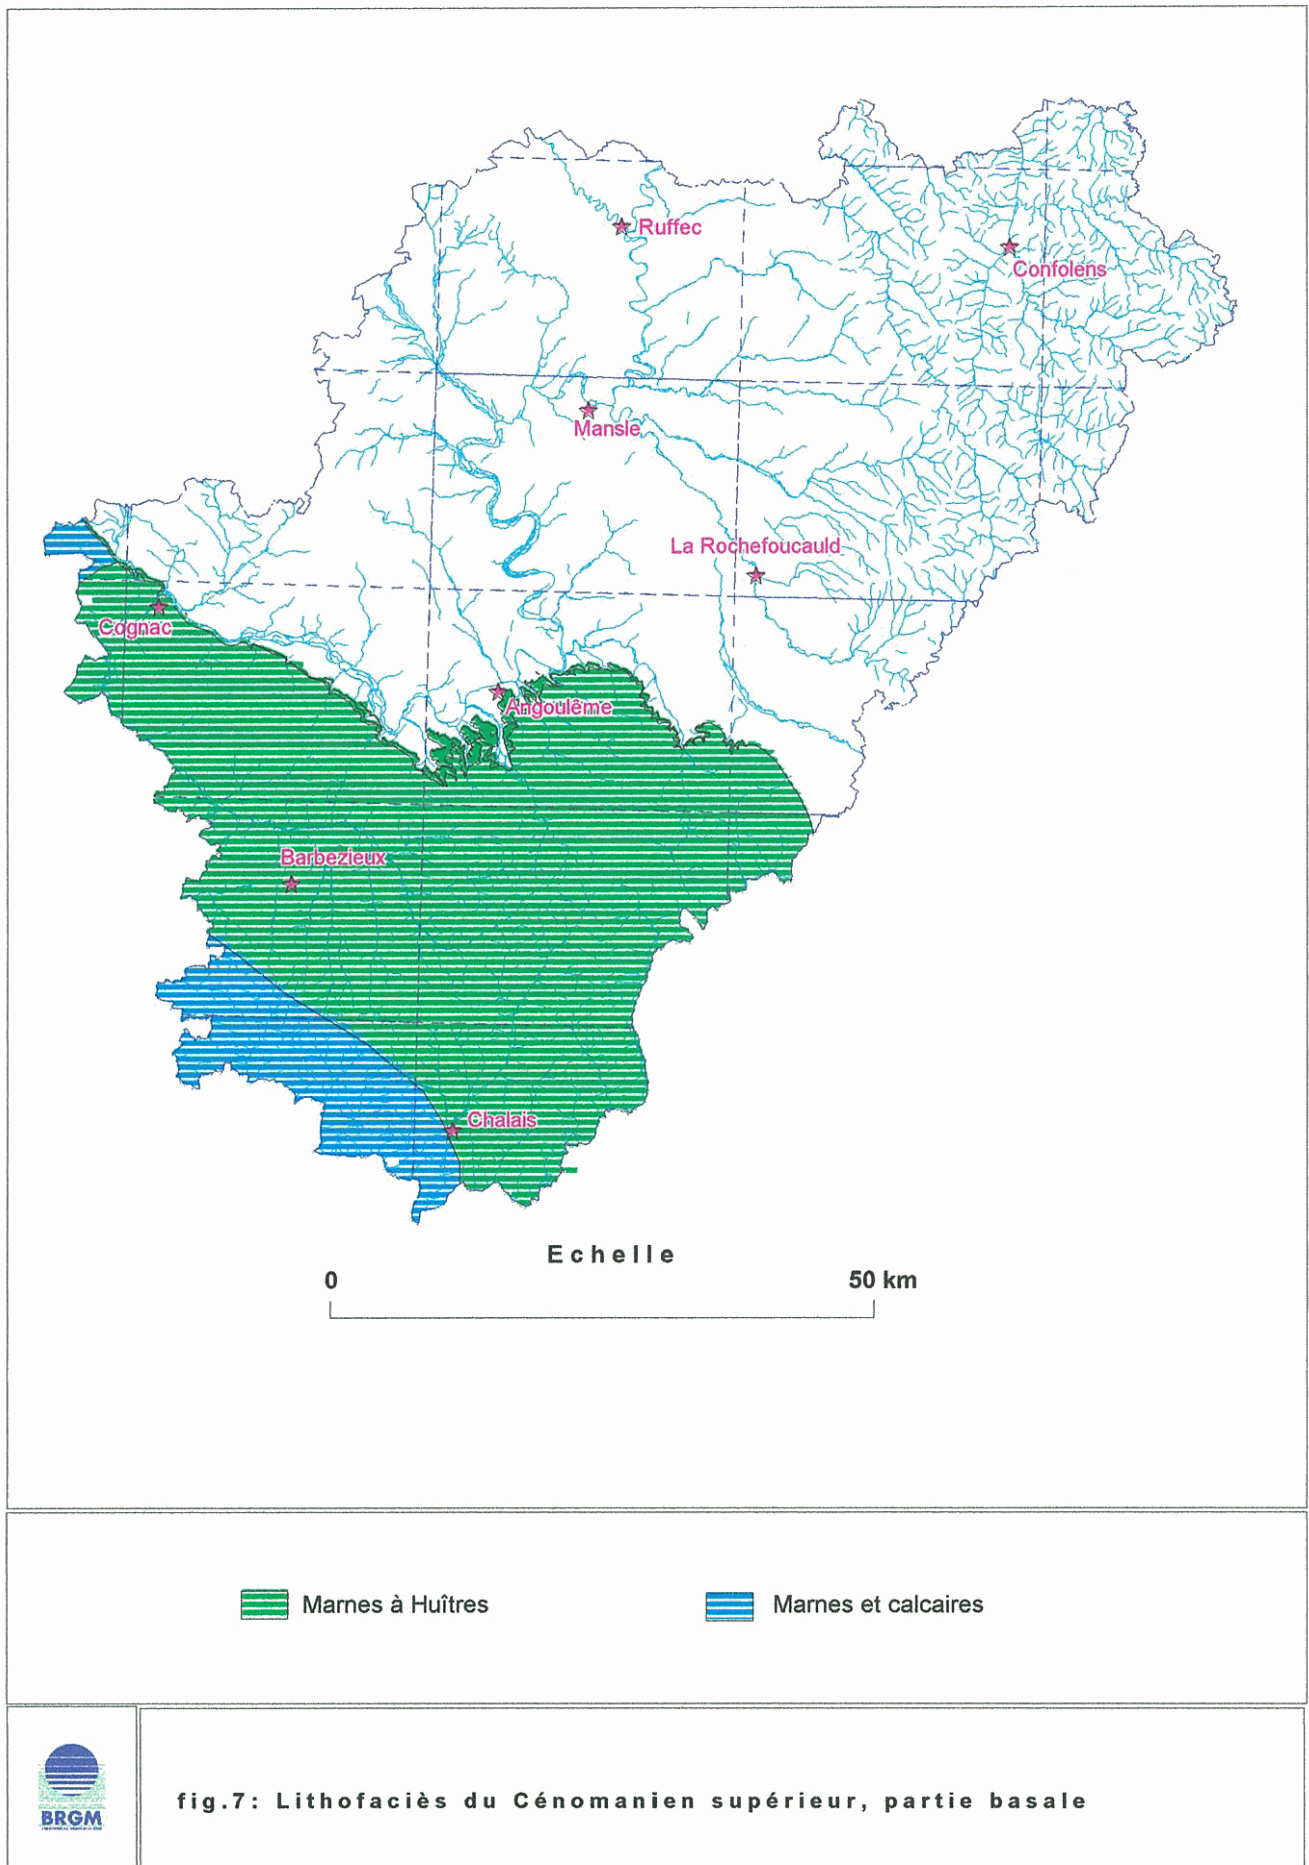 Ruffec
Confolens
Mansle
La Rochefoucauld
Cognac
Angoulême
Barbezieux
Chalais
Echelle
0 50 km
Marnes à Huîtres Marnes et calcaires
BRGM
fig.7: Lithofaciès du Cénomanien supérieur, partie basale